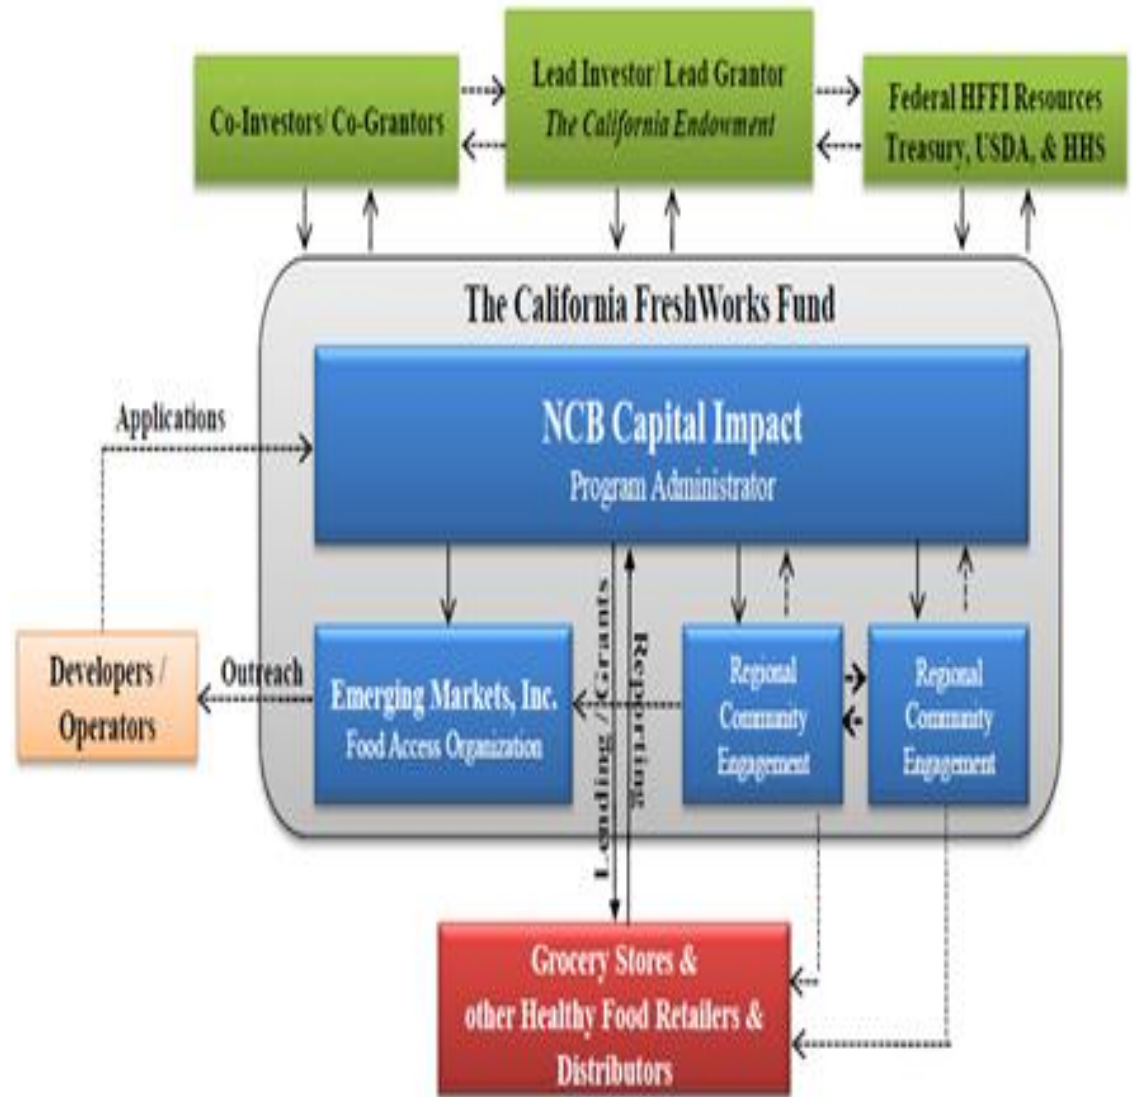 Co-Investors/ Co-Grantors
Lead Investor/ Lead Grantor
The California Endowment
Federal HFFI Resources
Treasury, USDA, & HHS
The California FreshWorks Fund
NCB Capital Impact
Program Administrator
Applications
Developers /
Operators
Outreach
Emerging Markets, Inc.
Food Access Organization
Lending / Grants
Reporting
Regional
Community
Engagement
Regional
Community
Engagement
Grocery Stores &
other Healthy Food Retailers &
Distributors